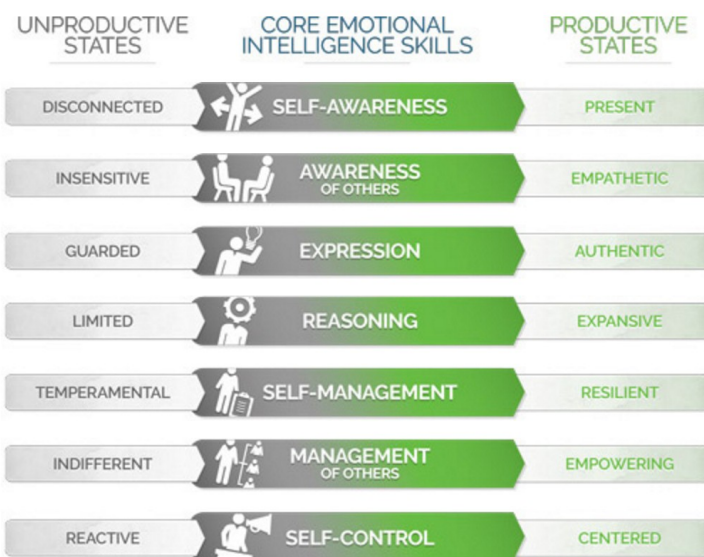 UNPRODUCTIVE
STATES
CORE EMOTIONAL
INTELLIGENCE SKILLS
PRODUCTIVE
STATES
DISCONNECTED
SELF-AWARENESS
PRESENT
INSENSITIVE
AWARENESS
OF OTHERS
EMPATHETIC
GUARDED
EXPRESSION
AUTHENTIC
LIMITED
REASONING
EXPANSIVE
TEMPERAMENTAL
SELF-MANAGEMENT
RESILIENT
INDIFFERENT
MANAGEMENT
OF OTHERS
EMPOWERING
REACTIVE
SELF-CONTROL
CENTERED